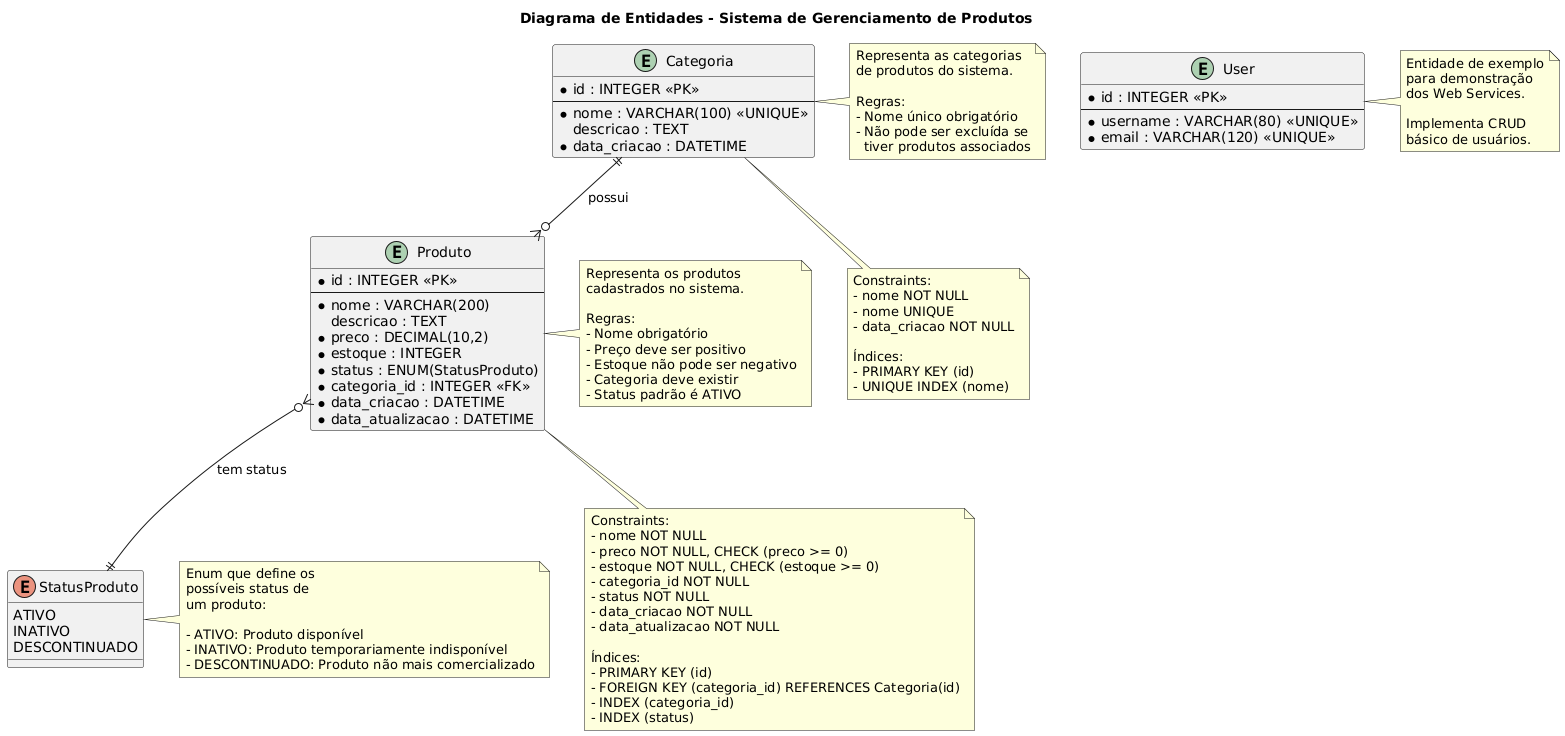 Diagrama de Entidades - Sistema de Gerenciamento de Produtos
E Categoria
id : INTEGER «PK»
nome : VARCHAR(100) «UNIQUE»
descricao : TEXT
data_criacao : DATETIME
Representa as categorias
de produtos do sistema.
Regras:
- Nome único obrigatório
- Não pode ser excluída se
tiver produtos associados
E User
id : INTEGER «PK»
username : VARCHAR(80) «UNIQUE»
email : VARCHAR(120) «UNIQUE»
Entidade de exemplo
para demonstração
dos Web Services.
Implementa CRUD
básico de usuários.
possui
E Produto
id : INTEGER «PK»
nome : VARCHAR(200)
descricao : TEXT
preco : DECIMAL(10,2)
estoque : INTEGER
status : ENUM(StatusProduto)
categoria_id : INTEGER «FK»
data_criacao : DATETIME
data_atualizacao : DATETIME
Representa os produtos
cadastrados no sistema.
Regras:
- Nome obrigatório
- Preço deve ser positivo
- Estoque não pode ser negativo
- Categoria deve existir
- Status padrão é ATIVO
Constraints:
- nome NOT NULL
- nome UNIQUE
- data_criacao NOT NULL
Índices:
- PRIMARY KEY (id)
- UNIQUE INDEX (nome)
tem status
E StatusProduto
ATIVO
INATIVO
DESCONTINUADO
Enum que define os
possíveis status de
um produto:
- ATIVO: Produto disponível
- INATIVO: Produto temporariamente indisponível
- DESCONTINUADO: Produto não mais comercializado
Constraints:
- nome NOT NULL
- preco NOT NULL, CHECK (preco >= 0)
- estoque NOT NULL, CHECK (estoque >= 0)
- categoria_id NOT NULL
- status NOT NULL
- data_criacao NOT NULL
- data_atualizacao NOT NULL
Índices:
- PRIMARY KEY (id)
- FOREIGN KEY (categoria_id) REFERENCES Categoria(id)
- INDEX (categoria_id)
- INDEX (status)